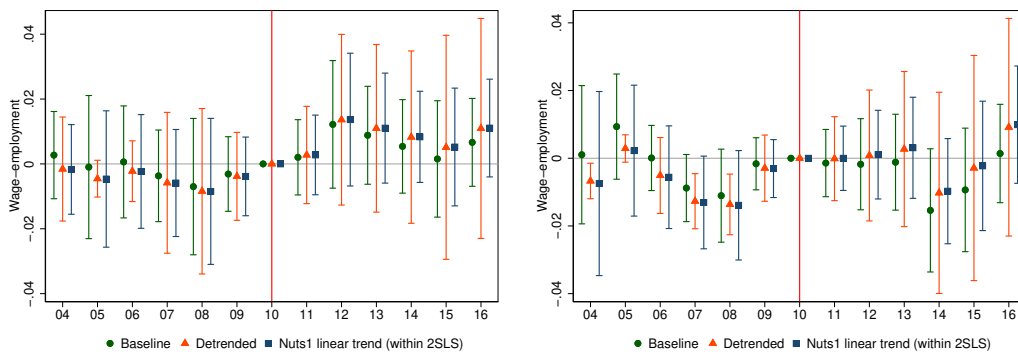 Wage-employment
.04
.02
0
-.02
-.04
04 05 06 07 08 09 10 11 12 13 14 15 16
Baseline Detrended Nuts1 linear trend (within 2SLS)
Wage-employment
.04
.02
0
-.02
-.04
04 05 06 07 08 09 10 11 12 13 14 15 16
Baseline Detrended Nuts1 linear trend (within 2SLS)